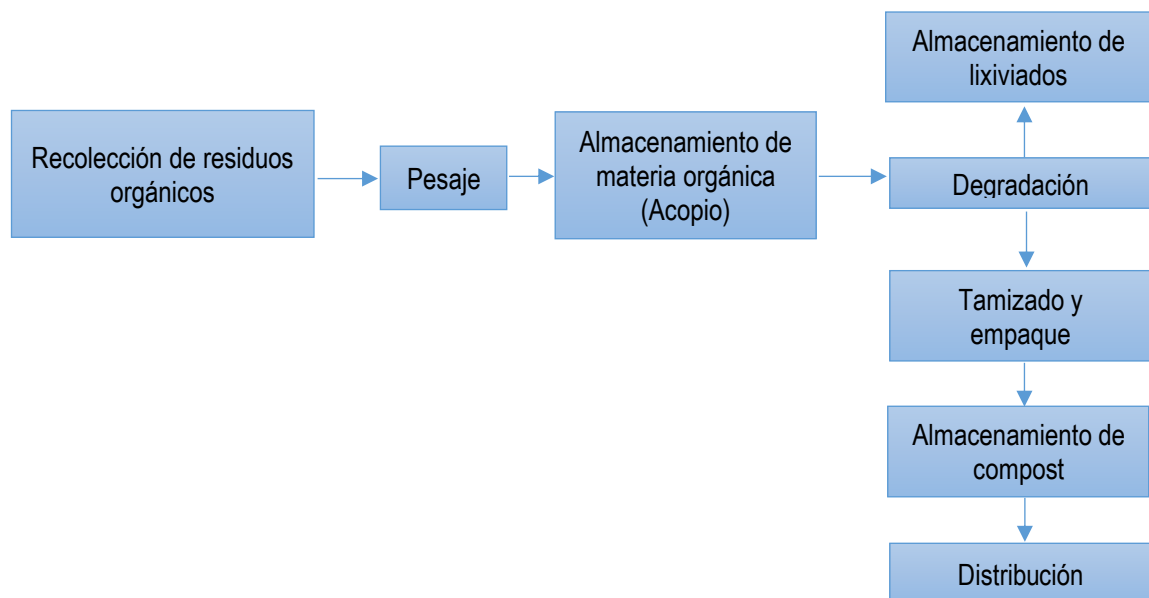 Recolección de residuos
orgánicos
Pesaje
Almacenamiento de
materia orgánica
(Acopio)
Almacenamiento de
lixiviados
Degradación
Tamizado y
empaque
Almacenamiento de
compost
Distribución